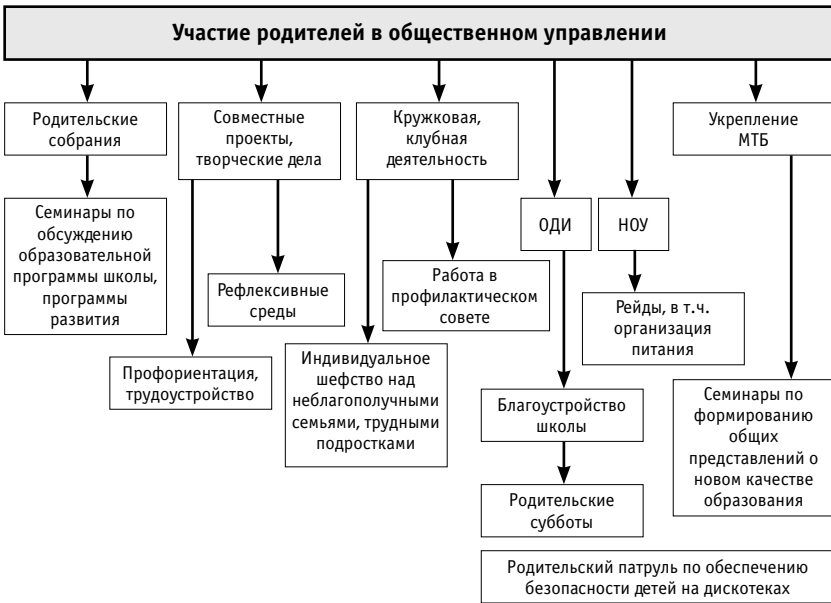 Участие родителей в общественном управлении
Родительские
собрания
Совместные
проекты,
творческие дела
Кружковая,
клубная
деятельность
Укрепление
МТБ
ОДИ
НОУ
Семинары по
обсуждению
образовательной
программы школы,
программы
развития
Рефлексивные
среды
Работа в
профилактическом
совете
Рейды, в т.ч.
организация
питания
Профориентация,
трудоустройство
Индивидуальное
шефство над
неблагополучными
семьями, трудными
подростками
Благоустройство
школы
Семинары по
формированию
общих
представлений о
новом качестве
образования
Родительские
субботы
Родительский патруль по обеспечению
безопасности детей на дискотеках